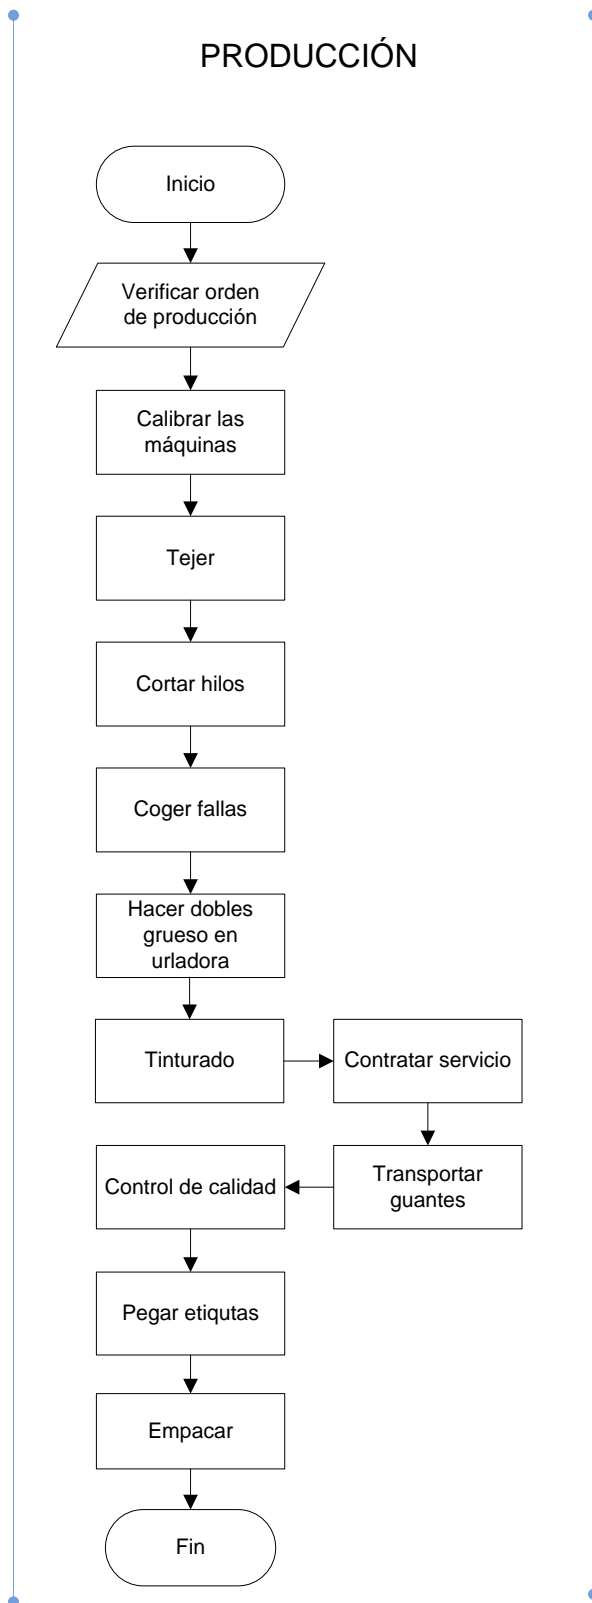 PRODUCCIÓN
Inicio
Verificar orden
de producción
Calibrar las
máquinas
Tejer
Cortar hilos
Coger fallas
Hacer dobles
grueso en
urladora
Tinturado
Contratar servicio
Transportar
guantes
Control de calidad
Pegar etiqutas
Empacar
Fin